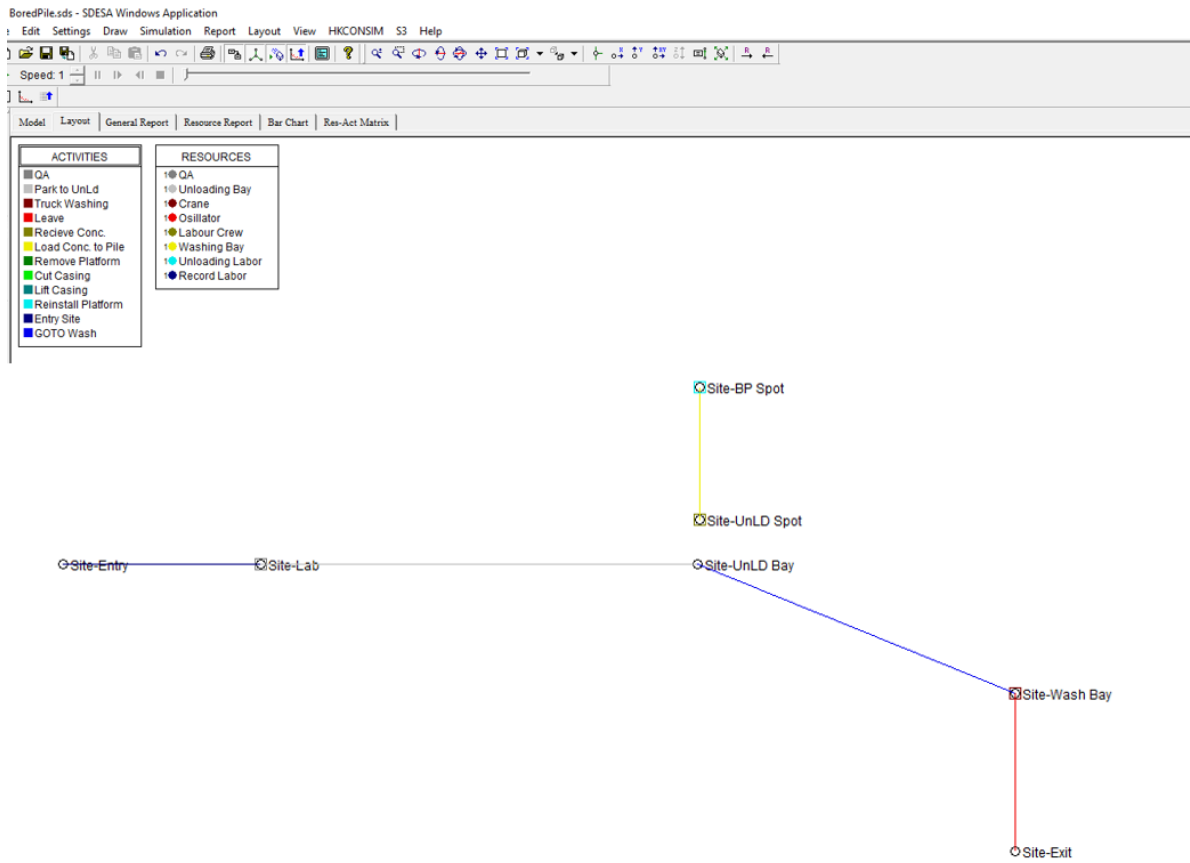 BoredPile.sds - SDESA Windows Application
Edit Settings Draw Simulation Report Layout View HKCONSIM S3 Help
Speed: 1
Model Layout General Report Resource Report Bar Chart Res-Act Matrix
ACTIVITIES
QA
Park to UnLd
Truck Washing
Leave
Recieve Conc.
Load Conc. to Pile
Remove Platform
Cut Casing
Lift Casing
Reinstall Platform
Entry Site
GOTO Wash
RESOURCES
1 QA
1 Unloading Bay
1 Crane
1 Osillator
1 Labour Crew
1 Washing Bay
1 Unloading Labor
1 Record Labor
Site-BP Spot
Site-UnLD Spot
Site-Entry
Site-Lab
Site-UnLD Bay
Site-Wash Bay
Site-Exit